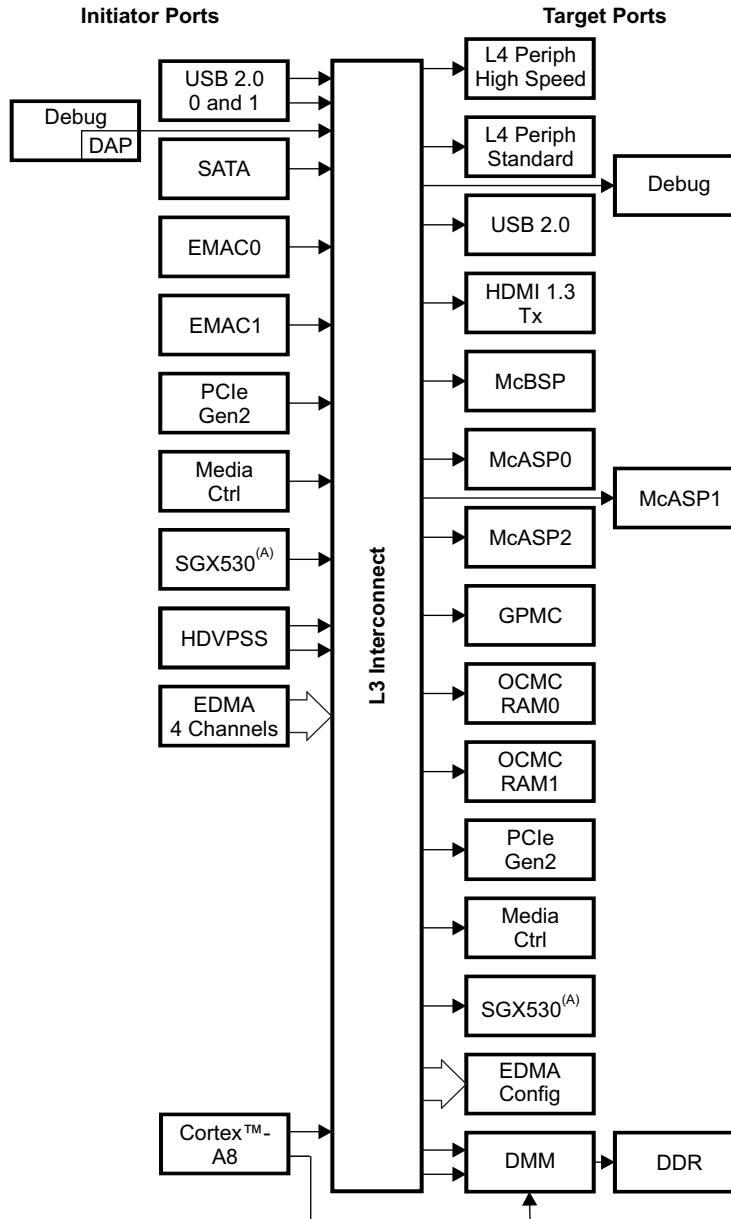 Initiator Ports
Target Ports
USB 2.0
0 and 1
Debug
DAP
SATA
EMAC0
EMAC1
PCIe
Gen2
Media
Ctrl
SGX530(A)
HDVPSS
EDMA
4 Channels
Cortex™-
A8
L3 Interconnect
L4 Periph
High Speed
L4 Periph
Standard
Debug
USB 2.0
HDMI 1.3
Tx
McBSP
McASP0
McASP1
McASP2
GPMC
OCMC
RAM0
OCMC
RAM1
PCIe
Gen2
Media
Ctrl
SGX530(A)
EDMA
Config
DMM
DDR